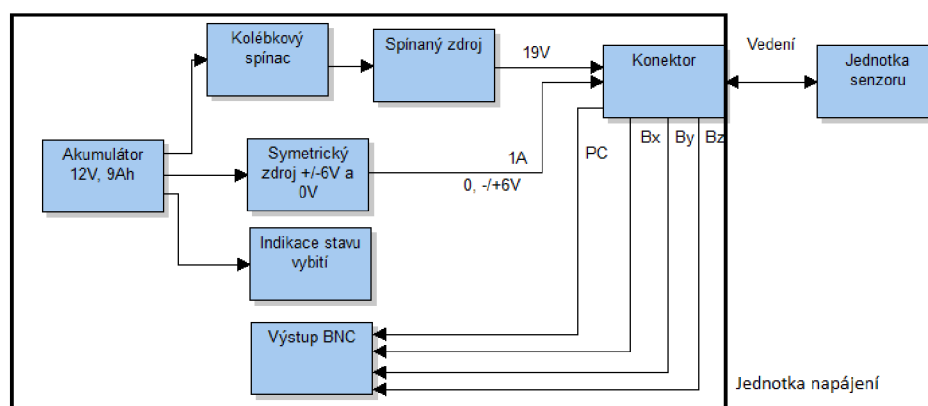 Kolébkový
spínac
Spínaný zdroj
19V
Konektor
Vedení
Jednotka
senzoru
Akumulátor
12V, 9Ah
Symetrický
zdroj +/-6V a
0V
1A
0, -/+6V
PC
Bx
By
Bz
Indikace stavu
vybití
Výstup BNC
Jednotka napájení